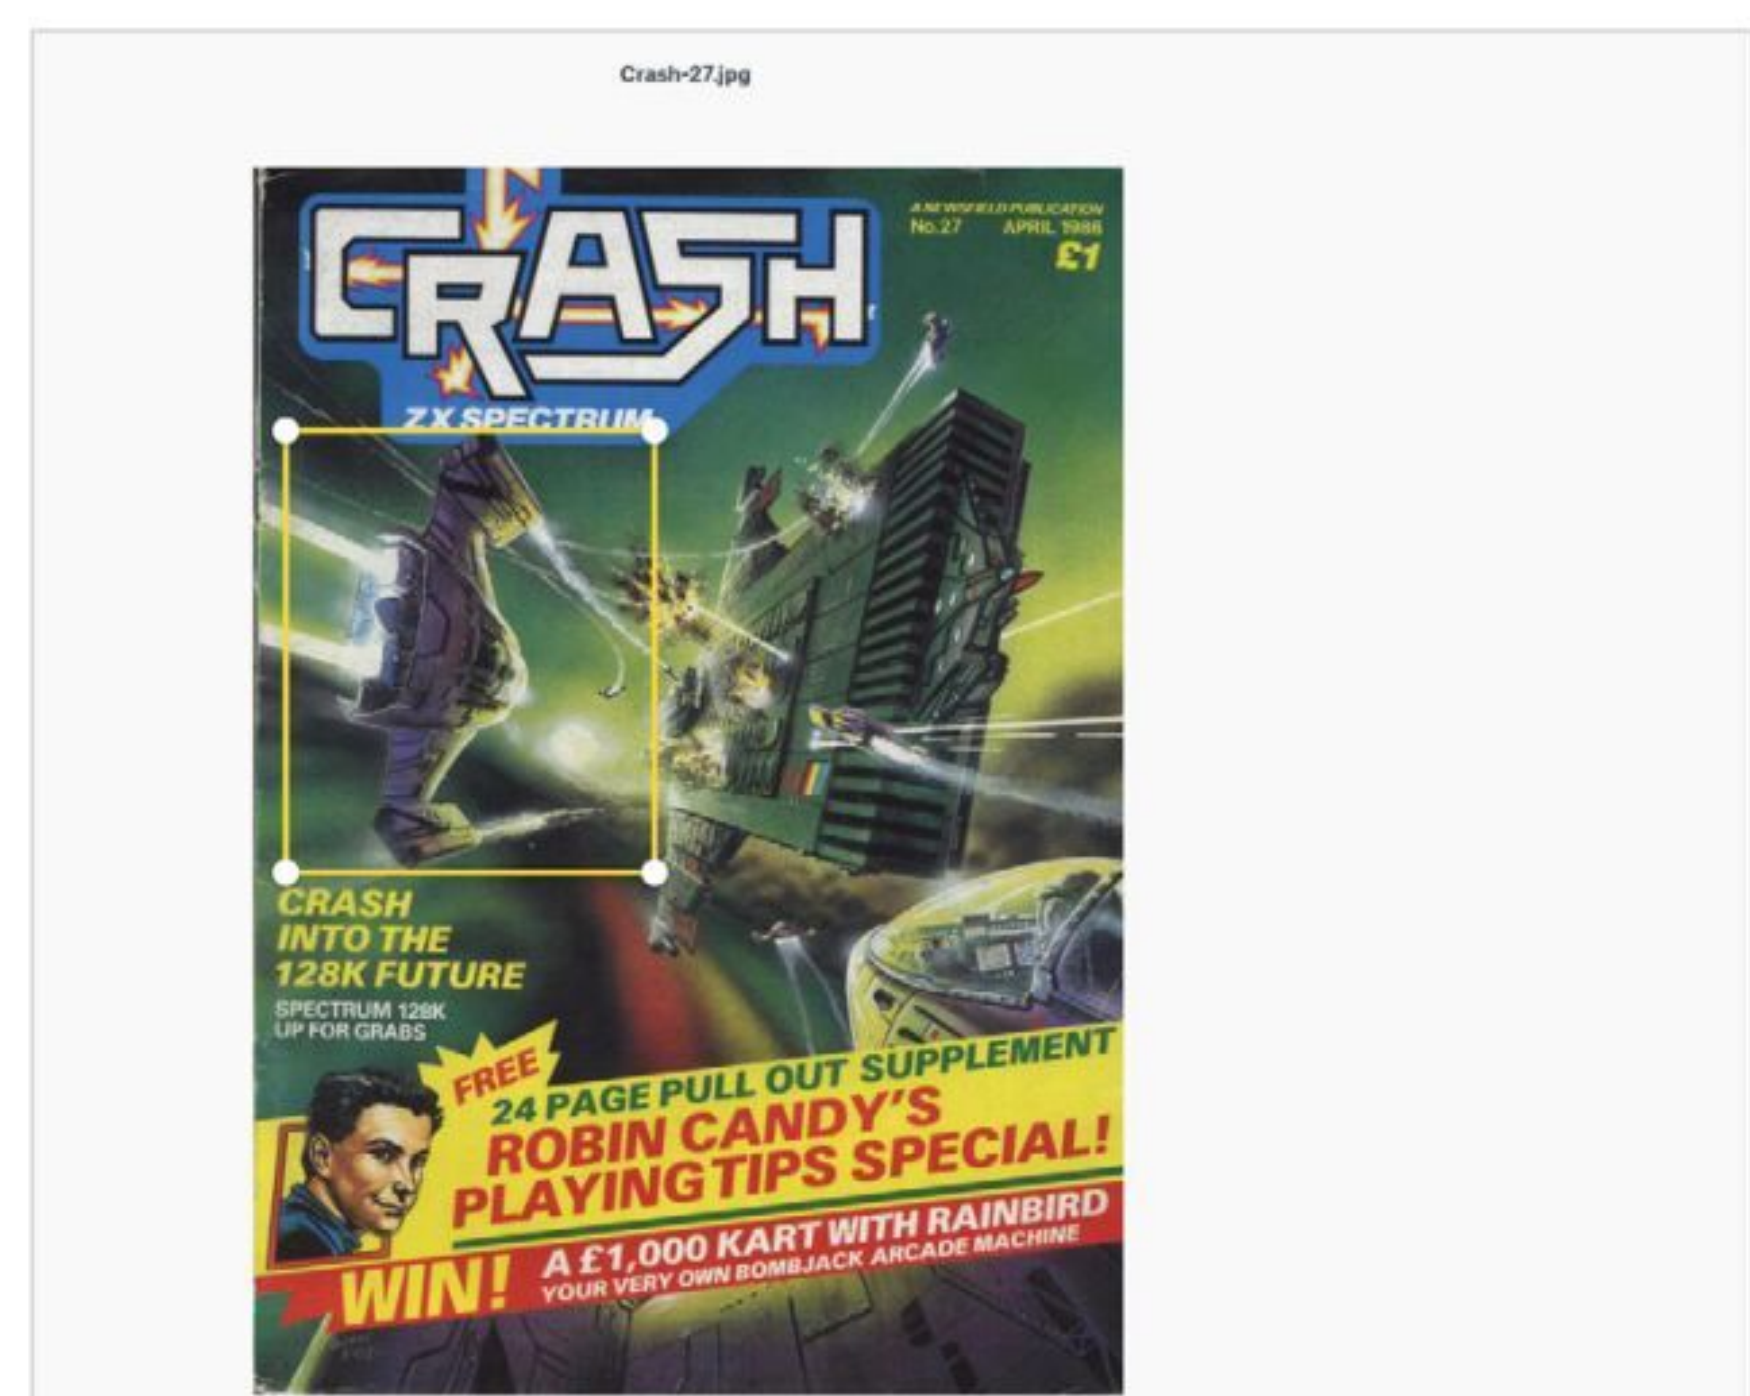 Crash-27.jpg
CRASH
ZX SPECTRUM
A NEWSFIELD PUBLICATION
No.27 APRIL 1986
£1
CRASH
INTO THE
128K FUTURE
SPECTRUM 128K
UP FOR GRABS
FREE
24 PAGE PULL OUT SUPPLEMENT
ROBIN CANDY'S
PLAYING TIPS SPECIAL!
WIN!
A £1,000 KART WITH RAINBIRD
YOUR VERY OWN BOMBJACK ARCADE MACHINE